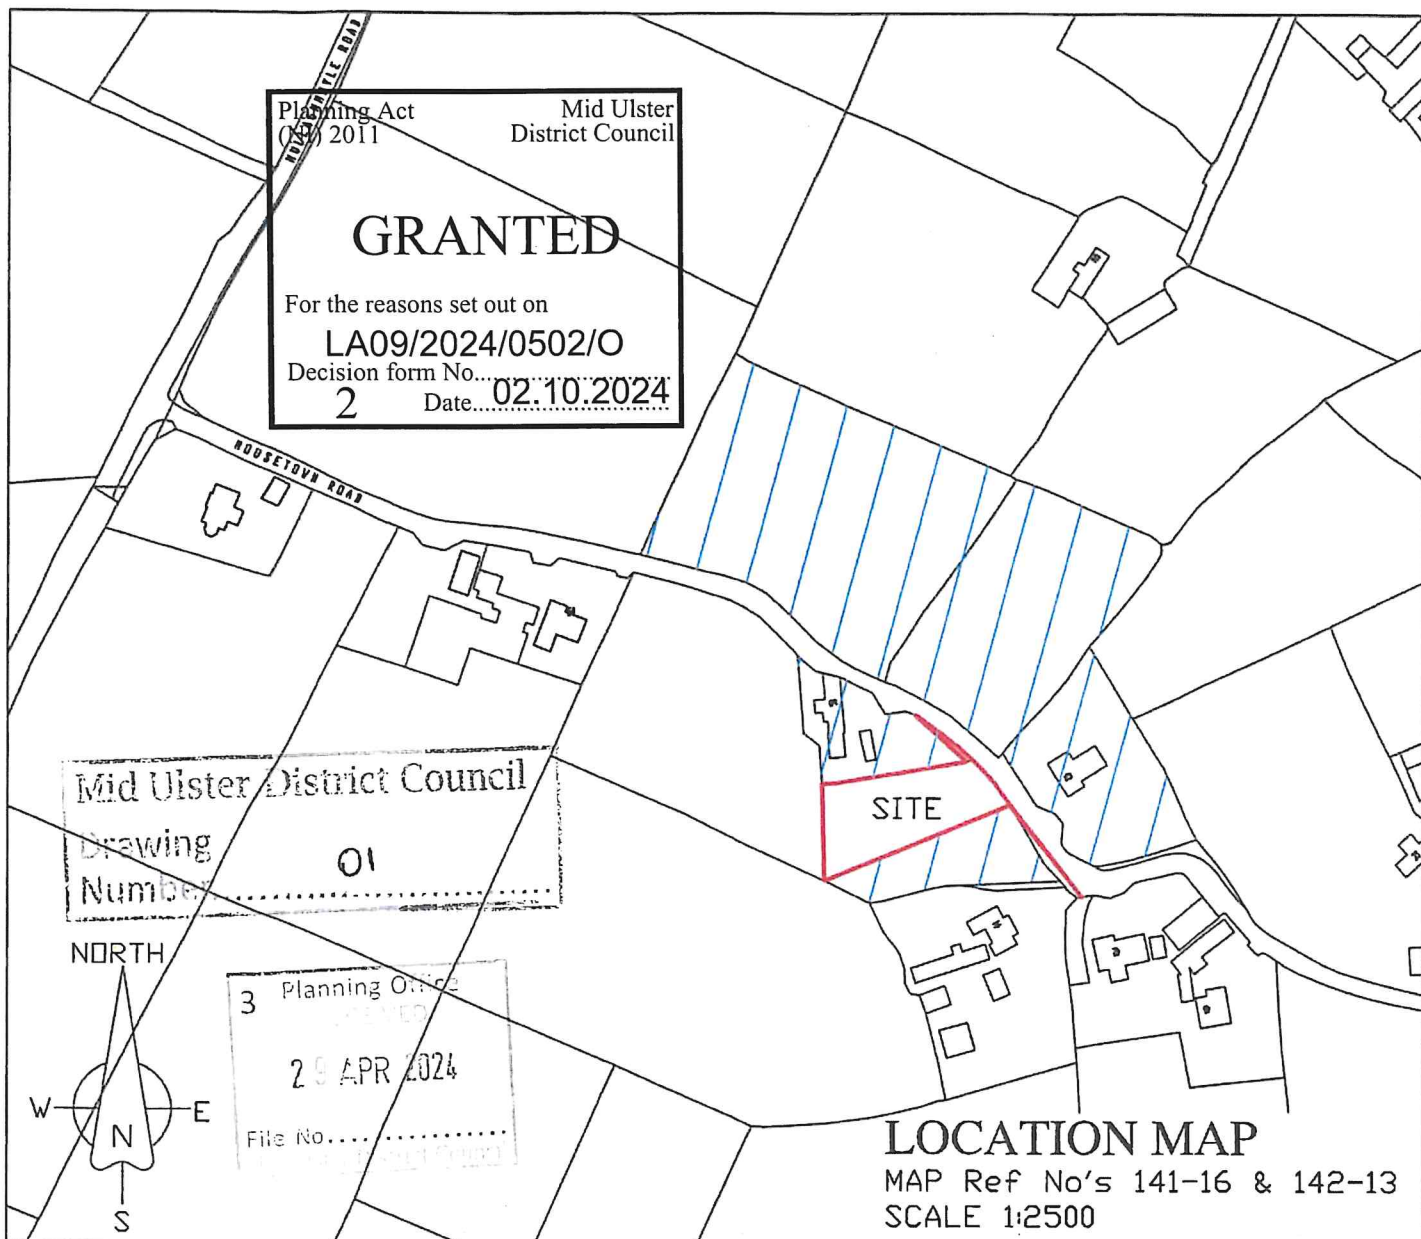 Planning Act
(NI) 2011
Mid Ulster
District Council
GRANTED
For the reasons set out on
LA09/2024/0502/O
Decision form No.
2 Date 02.10.2024
ROAD
ROAD
SITE
Mid Ulster District Council
Drawing
Number 01
NORTH
W E
N
S
3 Planning Office
APR 2024
File No.
LOCATION MAP
MAP Ref No's 141-16 & 142-13
SCALE 1:2500